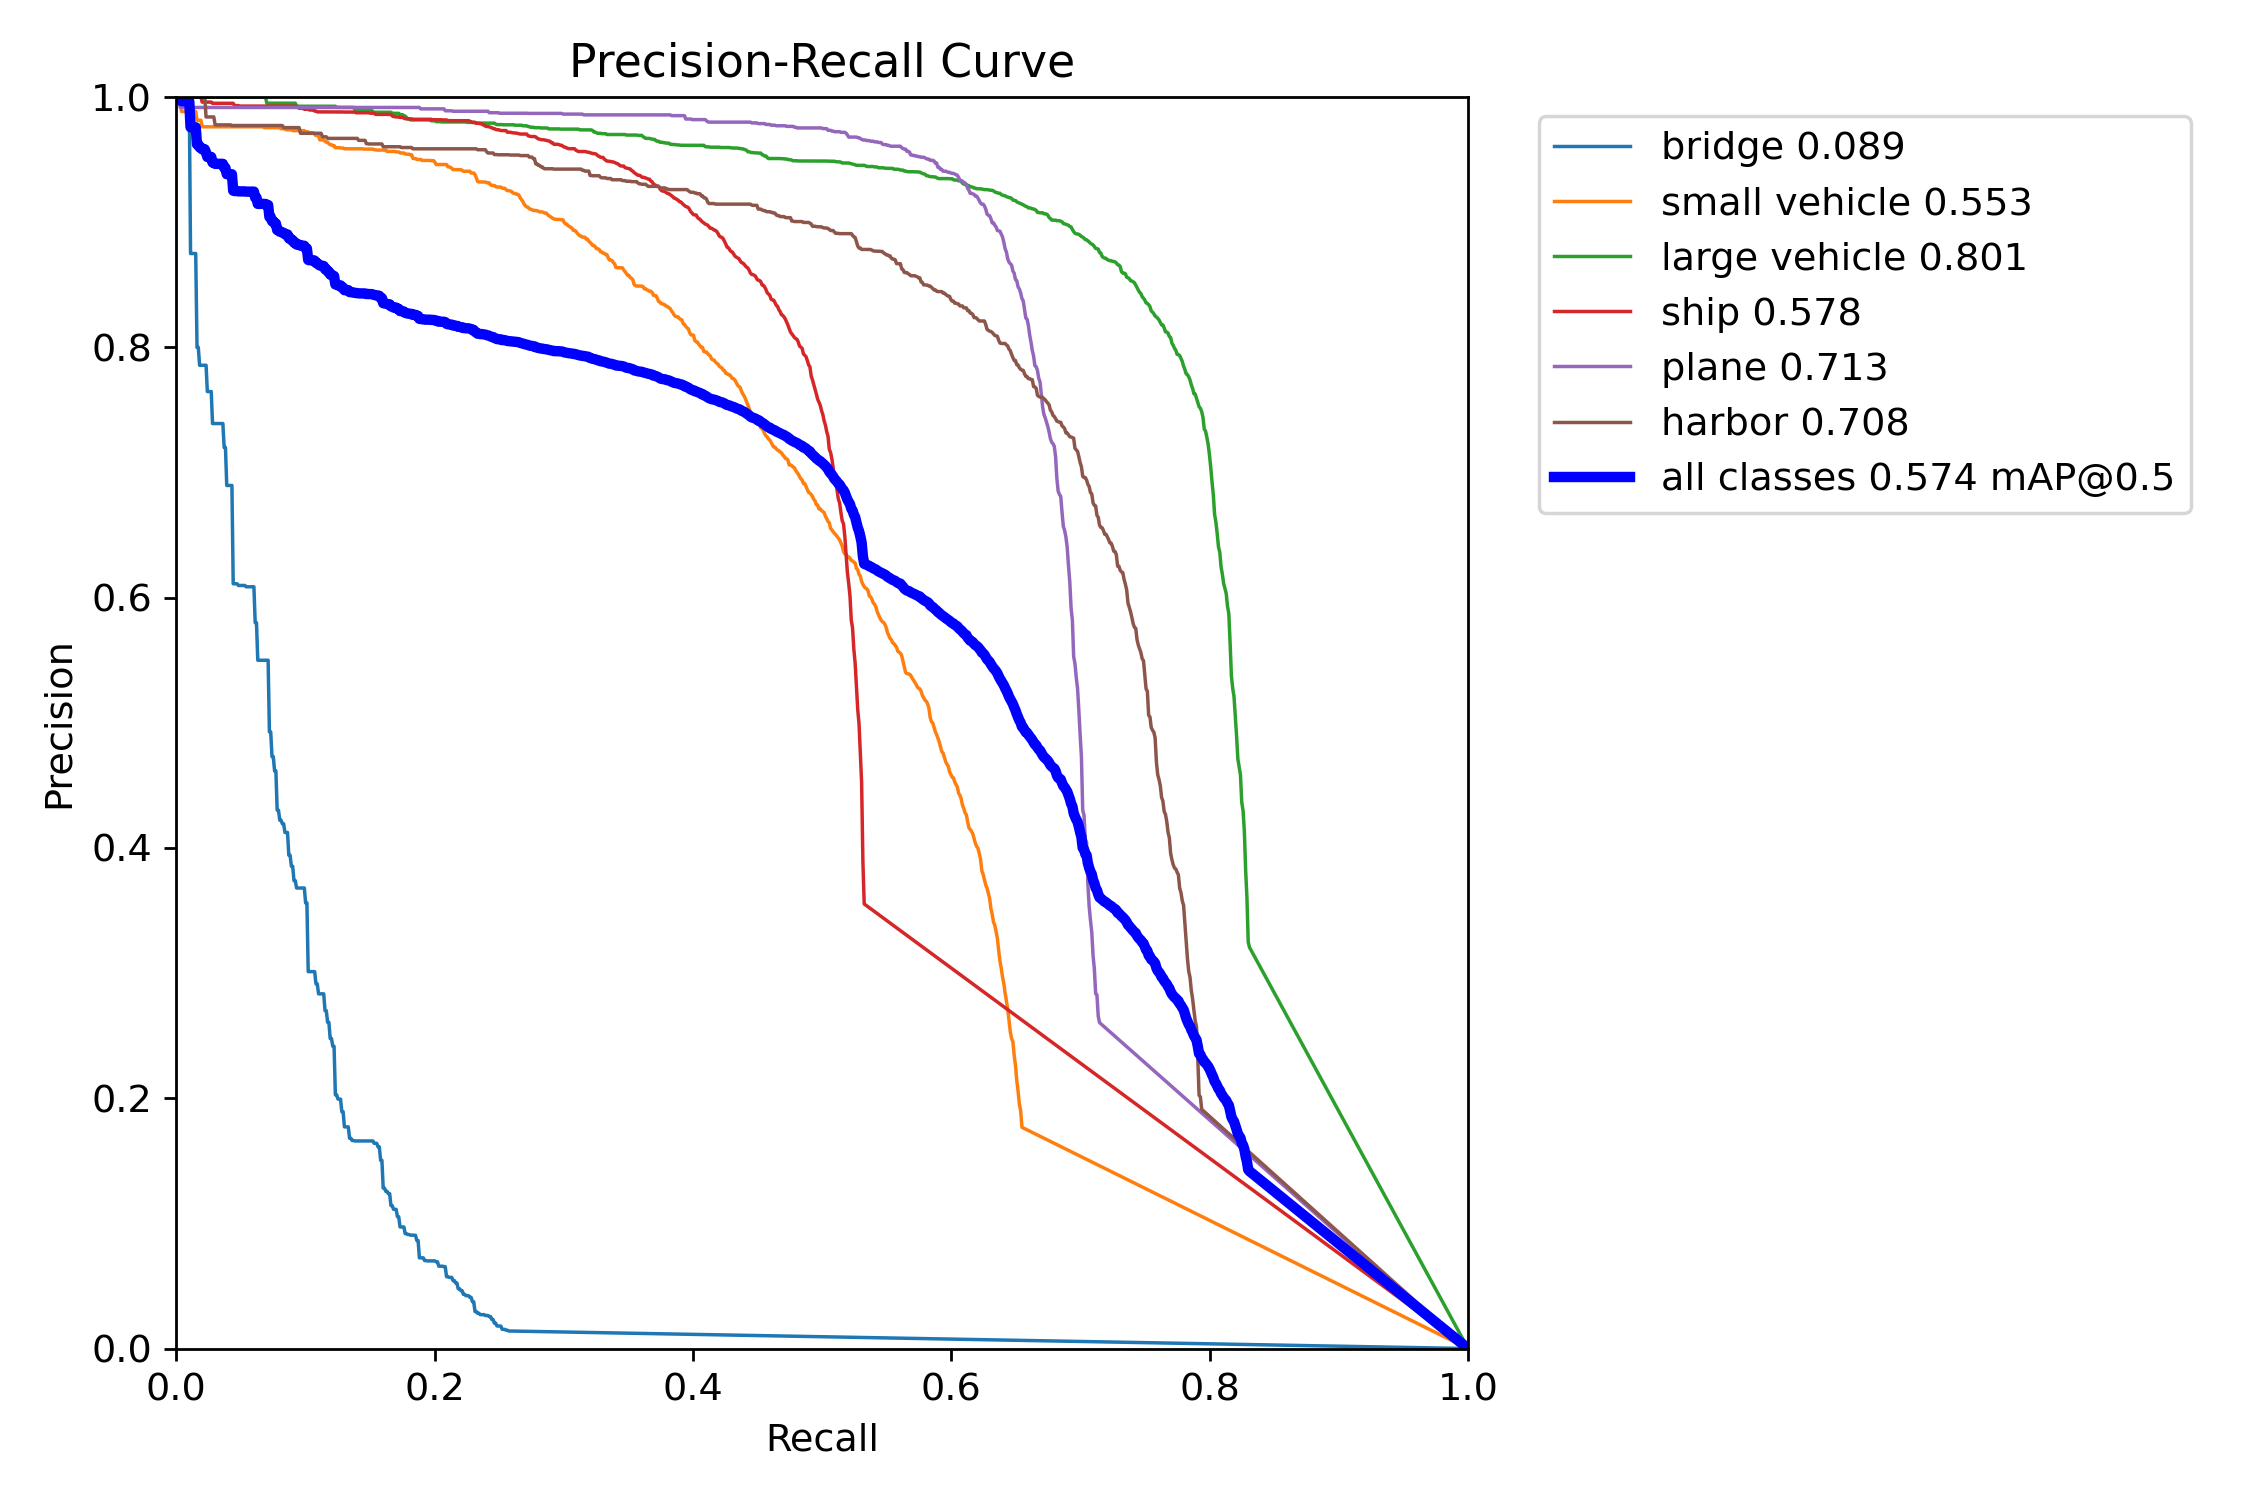 Precision-Recall Curve
1.0
0.8
0.6
0.4
0.2
0.0
Precision
0.0 0.2 0.4 0.6 0.8 1.0
Recall
bridge 0.089
small vehicle 0.553
large vehicle 0.801
ship 0.578
plane 0.713
harbor 0.708
all classes 0.574 mAP@0.5